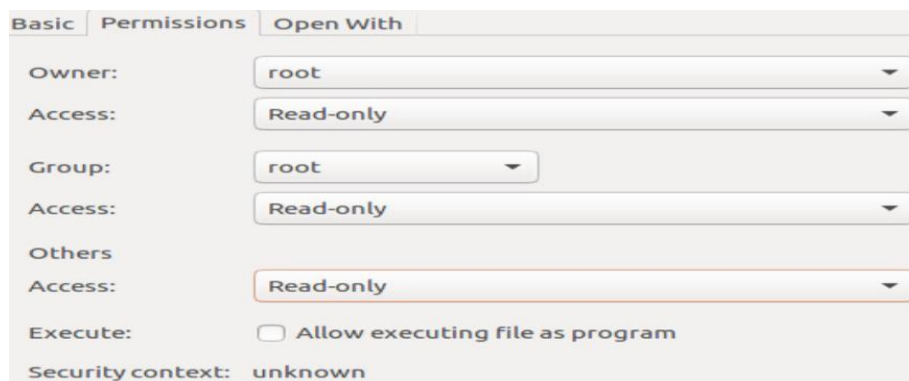 Basic Permissions Open With
Owner: root
Access: Read-only
Group: root
Access: Read-only
Others
Access: Read-only
Execute: Allow executing file as program
Security context: unknown